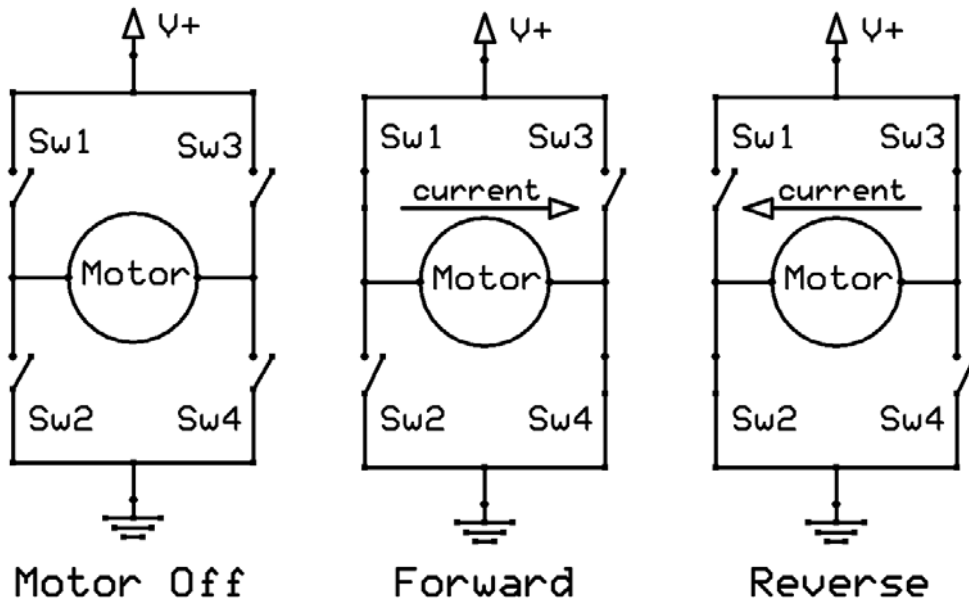 V+
Sw1 Sw3
Motor
Sw2 Sw4
Motor Off
V+
Sw1 Sw3
current
Motor
Sw2 Sw4
Forward
V+
Sw1 Sw3
current
Motor
Sw2 Sw4
Reverse